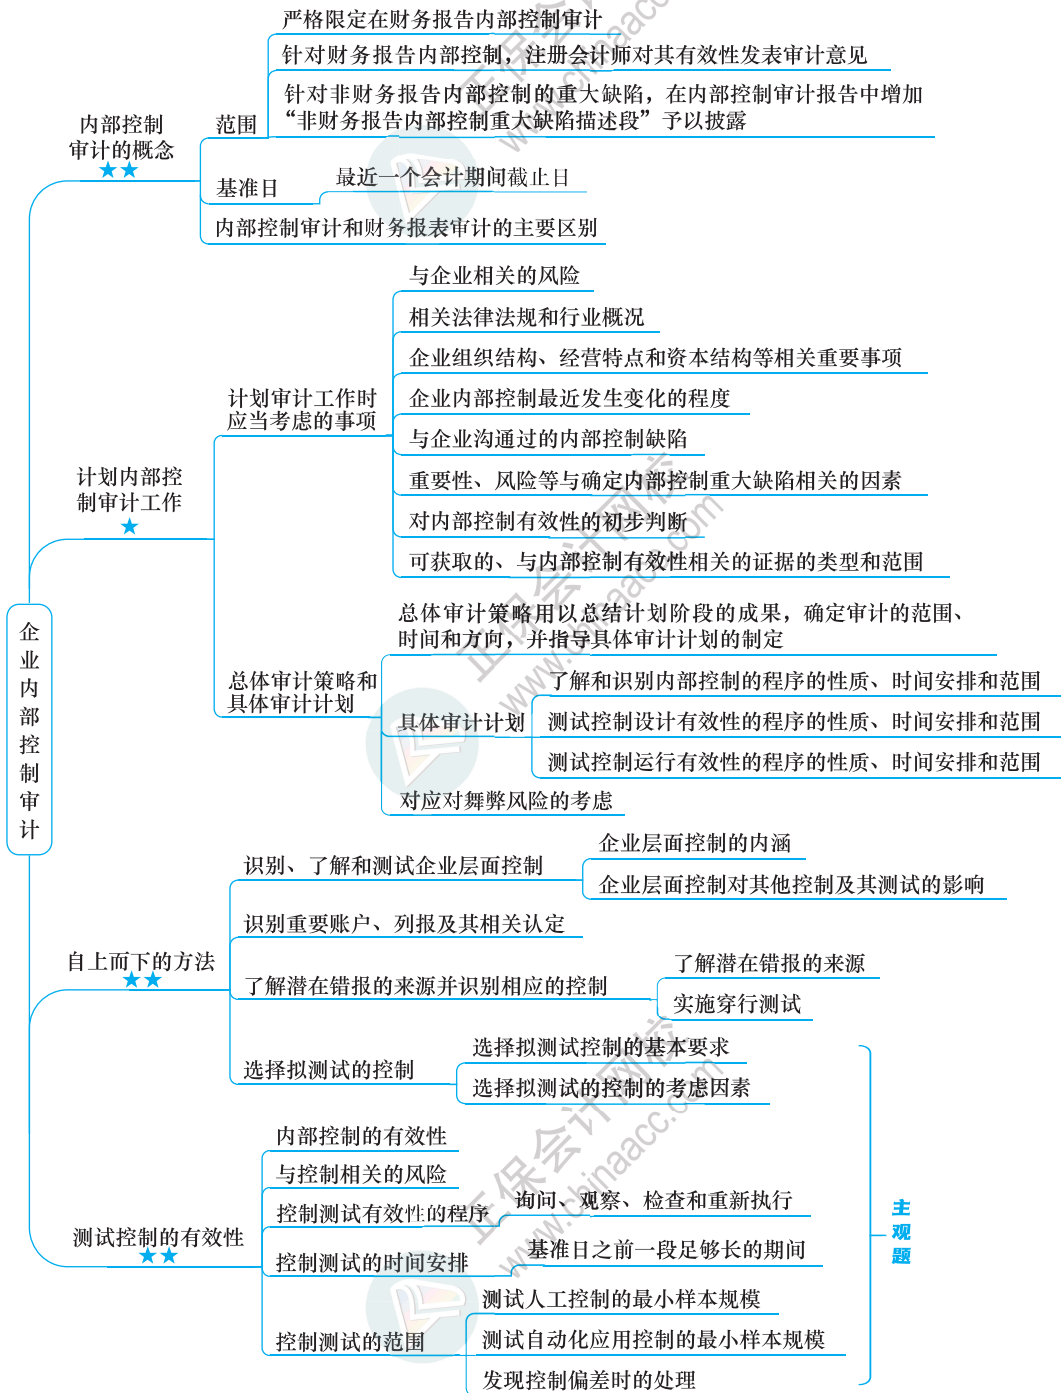 严格限定在财务报告内部控制审计
针对财务报告内部控制，注册会计师对其有效性发表审计意见
针对非财务报告内部控制的重大缺陷，在内部控制审计报告中增加
“非财务报告内部控制重大缺陷描述段”予以披露
范围
内部控制
审计的概念
★★
基准日
最近一个会计期间截止日
内部控制审计和财务报表审计的主要区别
与企业相关的风险
相关法律法规和行业概况
企业组织结构、经营特点和资本结构等相关重要事项
计划审计工作时
应当考虑的事项
企业内部控制最近发生变化的程度
与企业沟通过的内部控制缺陷
重要性、风险等与确定内部控制重大缺陷相关的因素
对内部控制有效性的初步判断
可获取的、与内部控制有效性相关的证据的类型和范围
计划内部控
制审计工作
★
总体审计策略用以总结计划阶段的成果，确定审计的范围、
时间和方向，并指导具体审计计划的制定
总体审计策略和
具体审计计划
具体审计计划
了解和识别内部控制的程序的性质、时间安排和范围
测试控制设计有效性的程序的性质、时间安排和范围
测试控制运行有效性的程序的性质、时间安排和范围
对应对舞弊风险的考虑
企业内部控制审计
识别、了解和测试企业层面控制
企业层面控制的内涵
企业层面控制对其他控制及其测试的影响
识别重要账户、列报及其相关认定
自上而下的方法
★★
了解潜在错报的来源并识别相应的控制
了解潜在错报的来源
实施穿行测试
选择拟测试的控制
选择拟测试控制的基本要求
选择拟测试的控制的考虑因素
内部控制的有效性
与控制相关的风险
控制测试有效性的程序
询问、观察、检查和重新执行
测试控制的有效性
★★
控制测试的时间安排
基准日之前一段足够长的期间
控制测试的范围
测试人工控制的最小样本规模
测试自动化应用控制的最小样本规模
发现控制偏差时的处理
主观题
正保会计网校
www.chinaacc.com
正保会计网校
www.chinaacc.com
正保会计网校
www.chinaacc.com